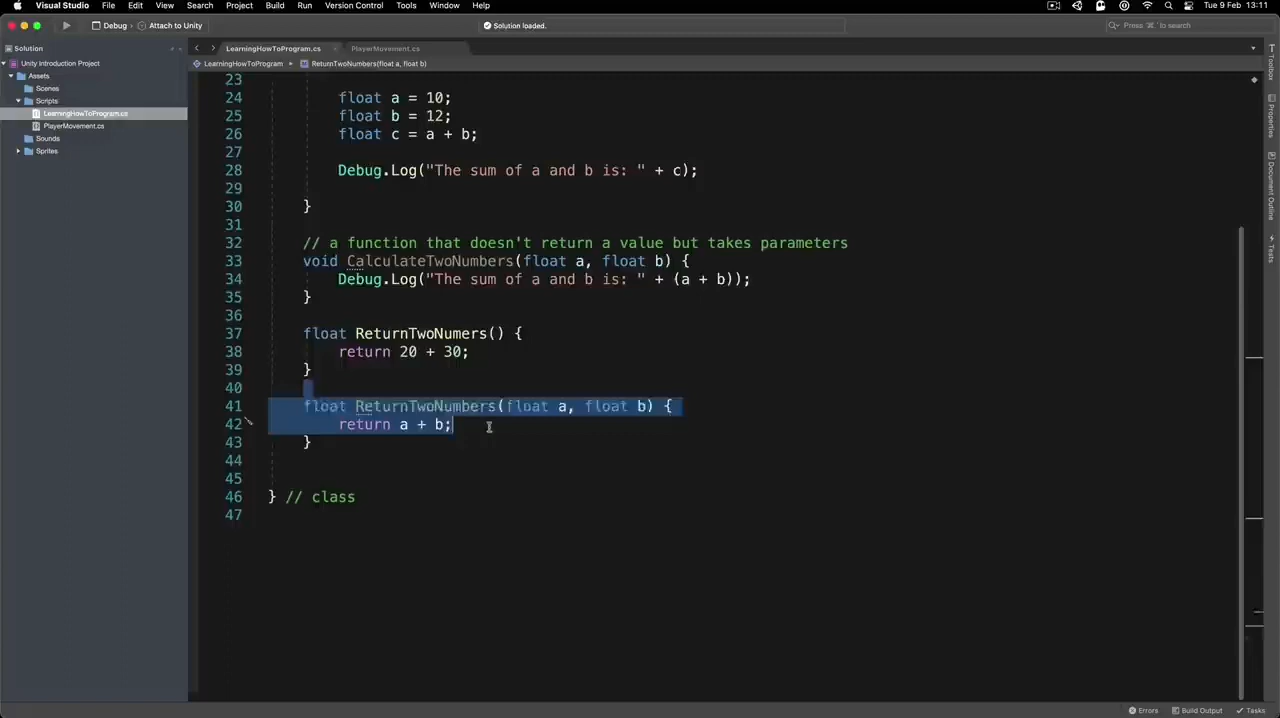 Visual Studio File Edit View Search Project Build Run Version Control Tools Window Help Tue 9 Feb 13:11
Debug Attach to Unity Solution loaded. Press '⌘.' to search
Solution LearningHowToProgram.cs PlayerMovement.cs
Unity Introduction Project LearningHowToProgram ReturnTwoNumbers(float a, float b)
Assets
Scenes
Scripts
LearningHowToProgram.cs
PlayerMovement.cs
Sounds
Sprites
23
24 float a = 10;
25 float b = 12;
26 float c = a + b;
27
28 Debug.Log("The sum of a and b is: " + c);
29
30 }
31
32 // a function that doesn't return a value but takes parameters
33 void CalculateTwoNumbers(float a, float b) {
34 Debug.Log("The sum of a and b is: " + (a + b));
35 }
36
37 float ReturnTwoNumers() {
38 return 20 + 30;
39 }
40
41 float ReturnTwoNumbers(float a, float b) {
42 return a + b;
43 }
44
45
46 } // class
47
Toolbox
Properties
Document Outline
Tests
Errors Build Output Tasks